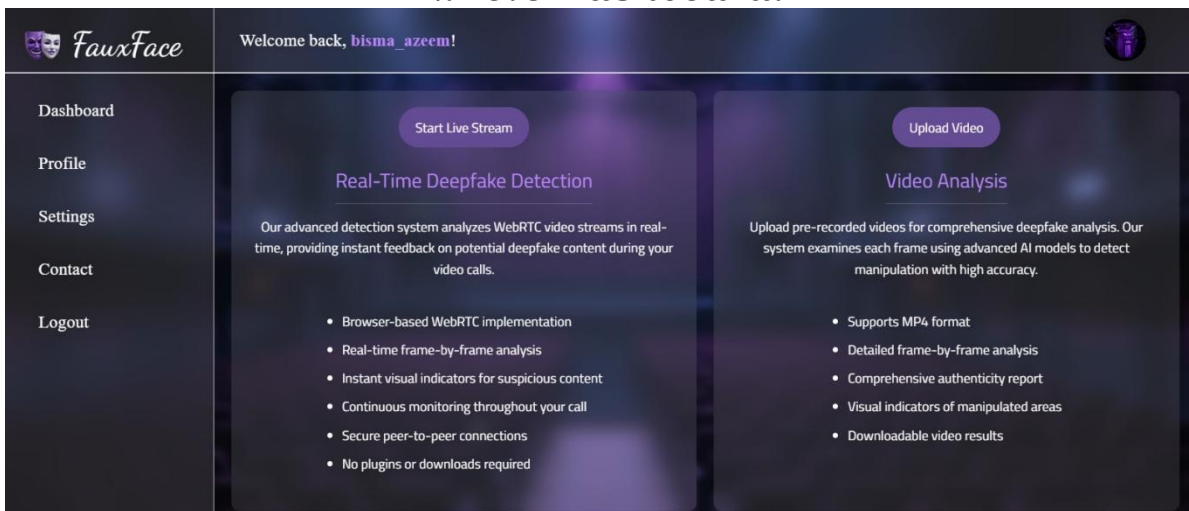 FauxFace
Welcome back, bisma_azeem!
Dashboard
Profile
Settings
Contact
Logout
Start Live Stream
Real-Time Deepfake Detection
Our advanced detection system analyzes WebRTC video streams in real-
time, providing instant feedback on potential deepfake content during your
video calls.
Browser-based WebRTC implementation
Real-time frame-by-frame analysis
Instant visual indicators for suspicious content
Continuous monitoring throughout your call
Secure peer-to-peer connections
No plugins or downloads required
Upload Video
Video Analysis
Upload pre-recorded videos for comprehensive deepfake analysis. Our
system examines each frame using advanced AI models to detect
manipulation with high accuracy.
Supports MP4 format
Detailed frame-by-frame analysis
Comprehensive authenticity report
Visual indicators of manipulated areas
Downloadable video results